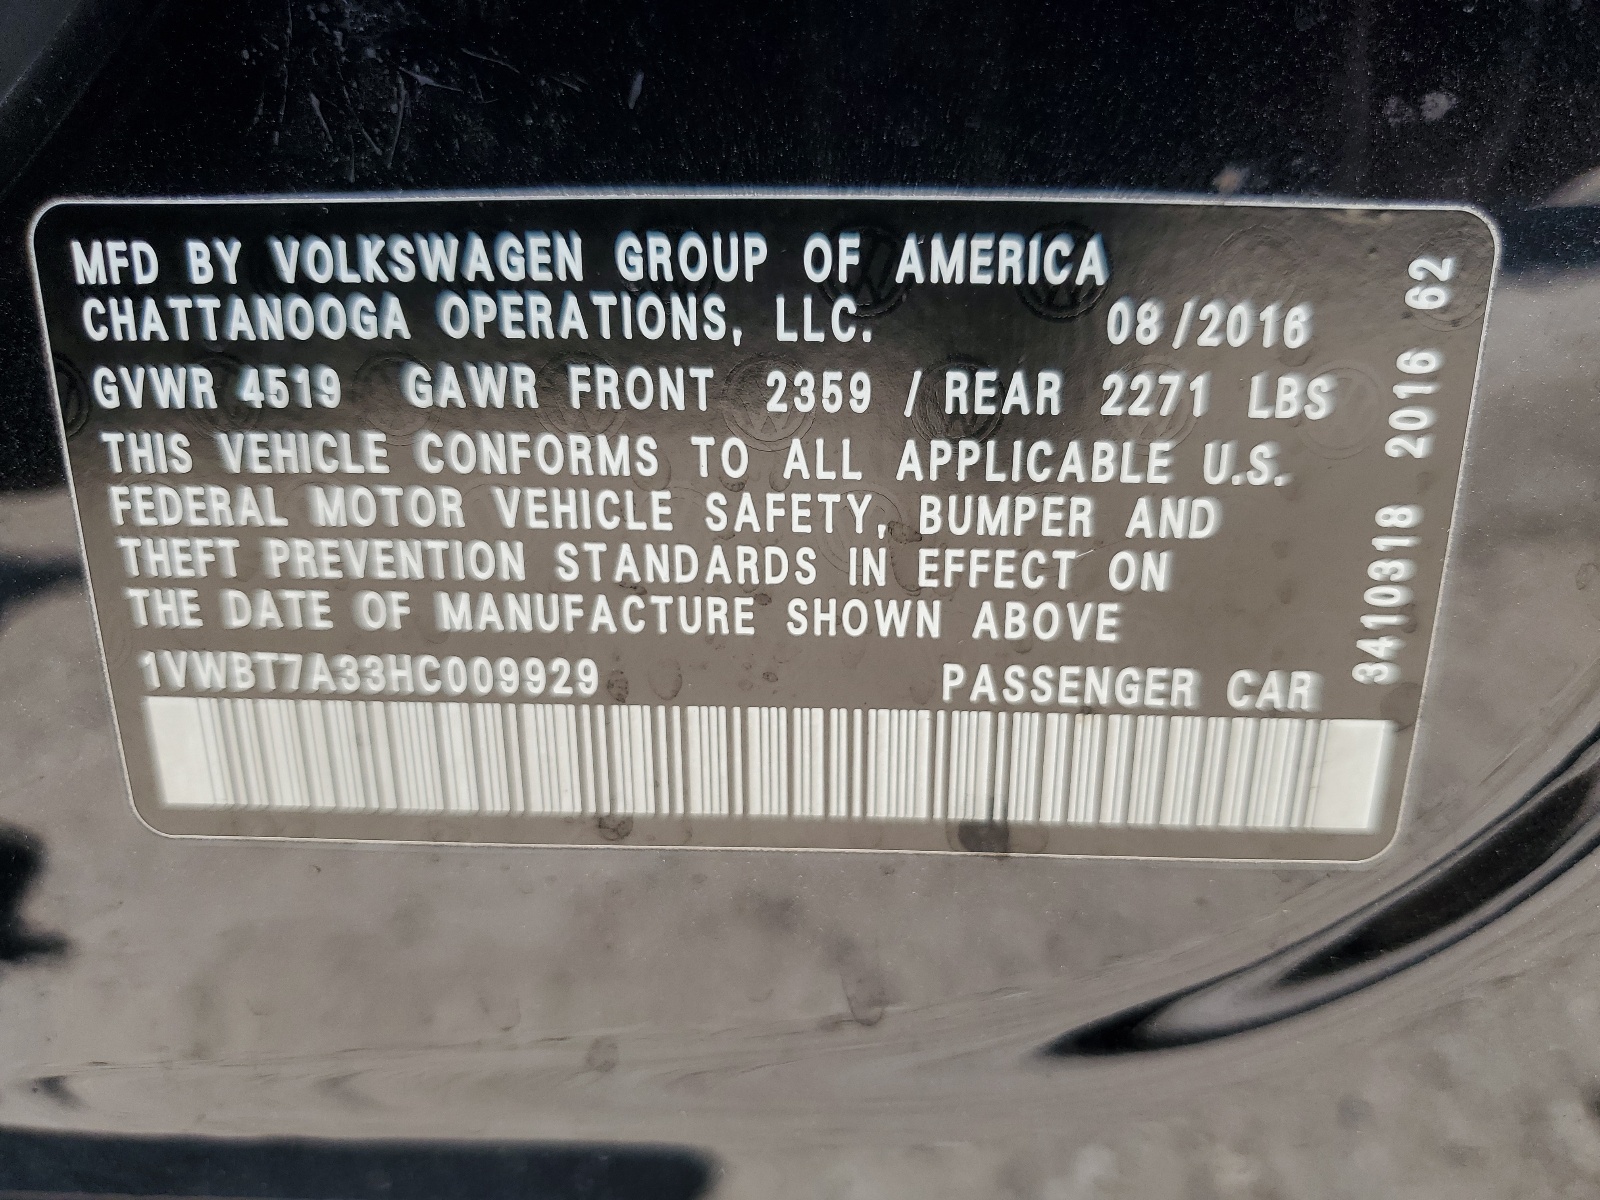 MFD BY VOLKSWAGEN GROUP OF AMERICA
CHATTANOOGA OPERATIONS, LLC. 08/2016
GVWR 4519 GAWR FRONT 2359 / REAR 2271 LBS
THIS VEHICLE CONFORMS TO ALL APPLICABLE U.S.
FEDERAL MOTOR VEHICLE SAFETY, BUMPER AND
THEFT PREVENTION STANDARDS IN EFFECT ON
THE DATE OF MANUFACTURE SHOWN ABOVE
1VWBT7A33HC009929 PASSENGER CAR
3410318 2016 62